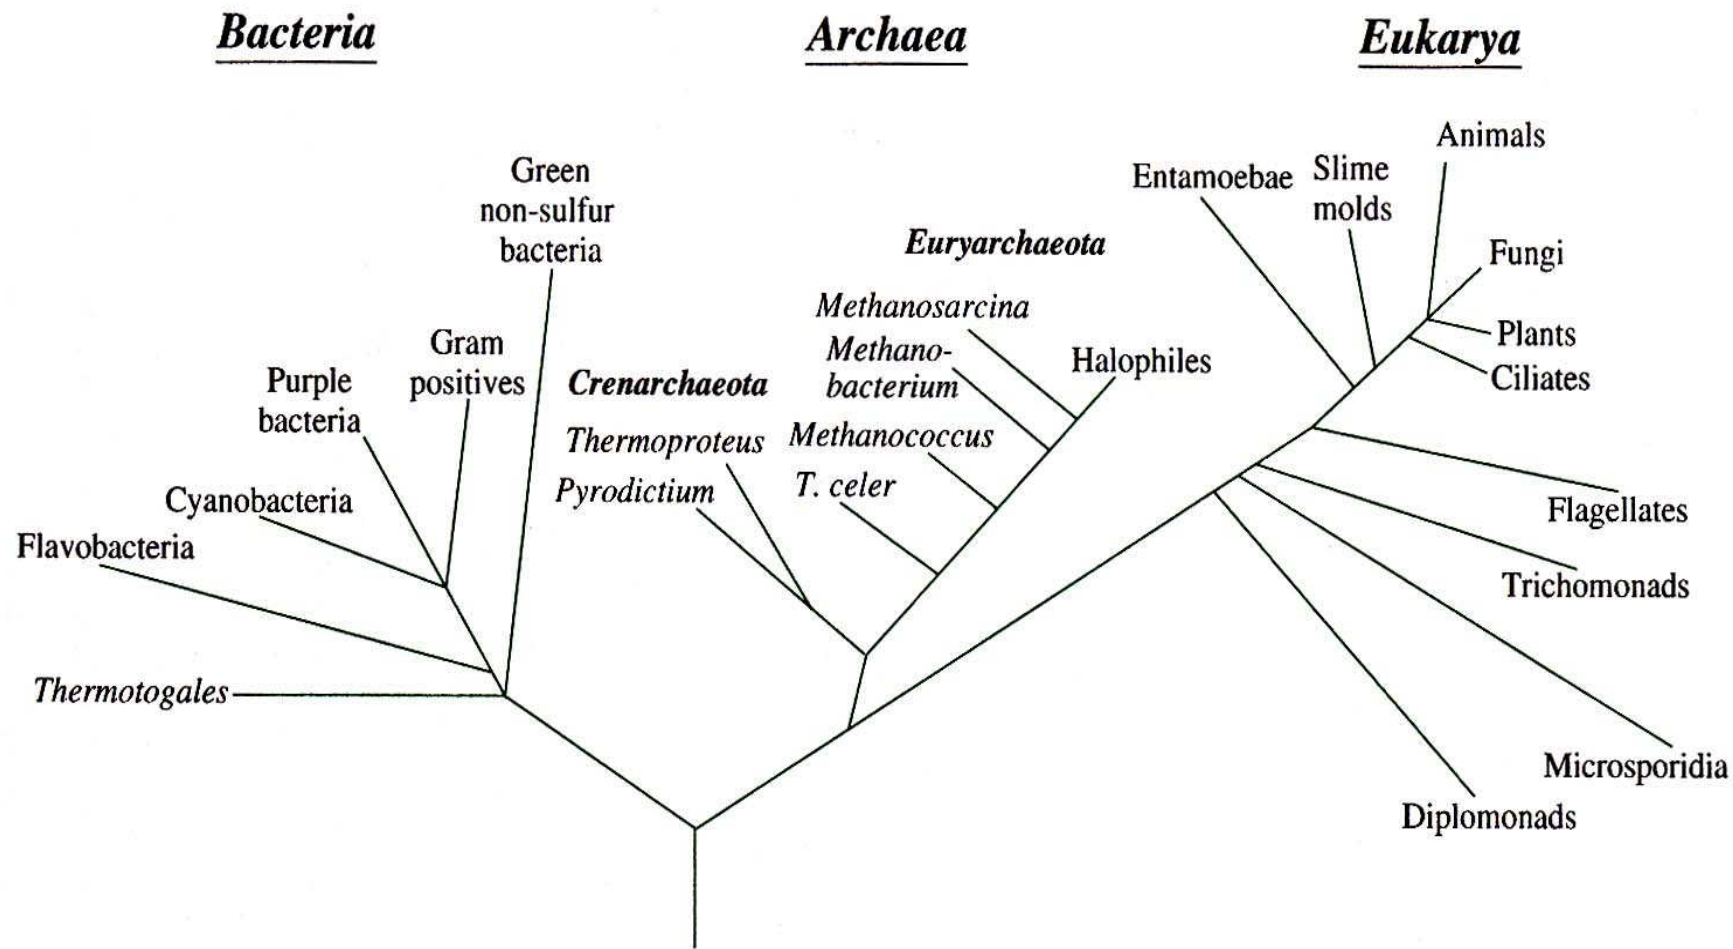 Bacteria
Archaea
Eukarya
Green
non-sulfur
bacteria
Gram
positives
Purple
bacteria
Cyanobacteria
Flavobacteria
Thermotogales
Crenarchaeota
Thermoproteus
Pyrodictium
Euryarchaeota
Methanosarcina
Methano-
bacterium
Methanococcus
T. celer
Halophiles
Entamoebae
Slime
molds
Animals
Fungi
Plants
Ciliates
Flagellates
Trichomonads
Microsporidia
Diplomonads